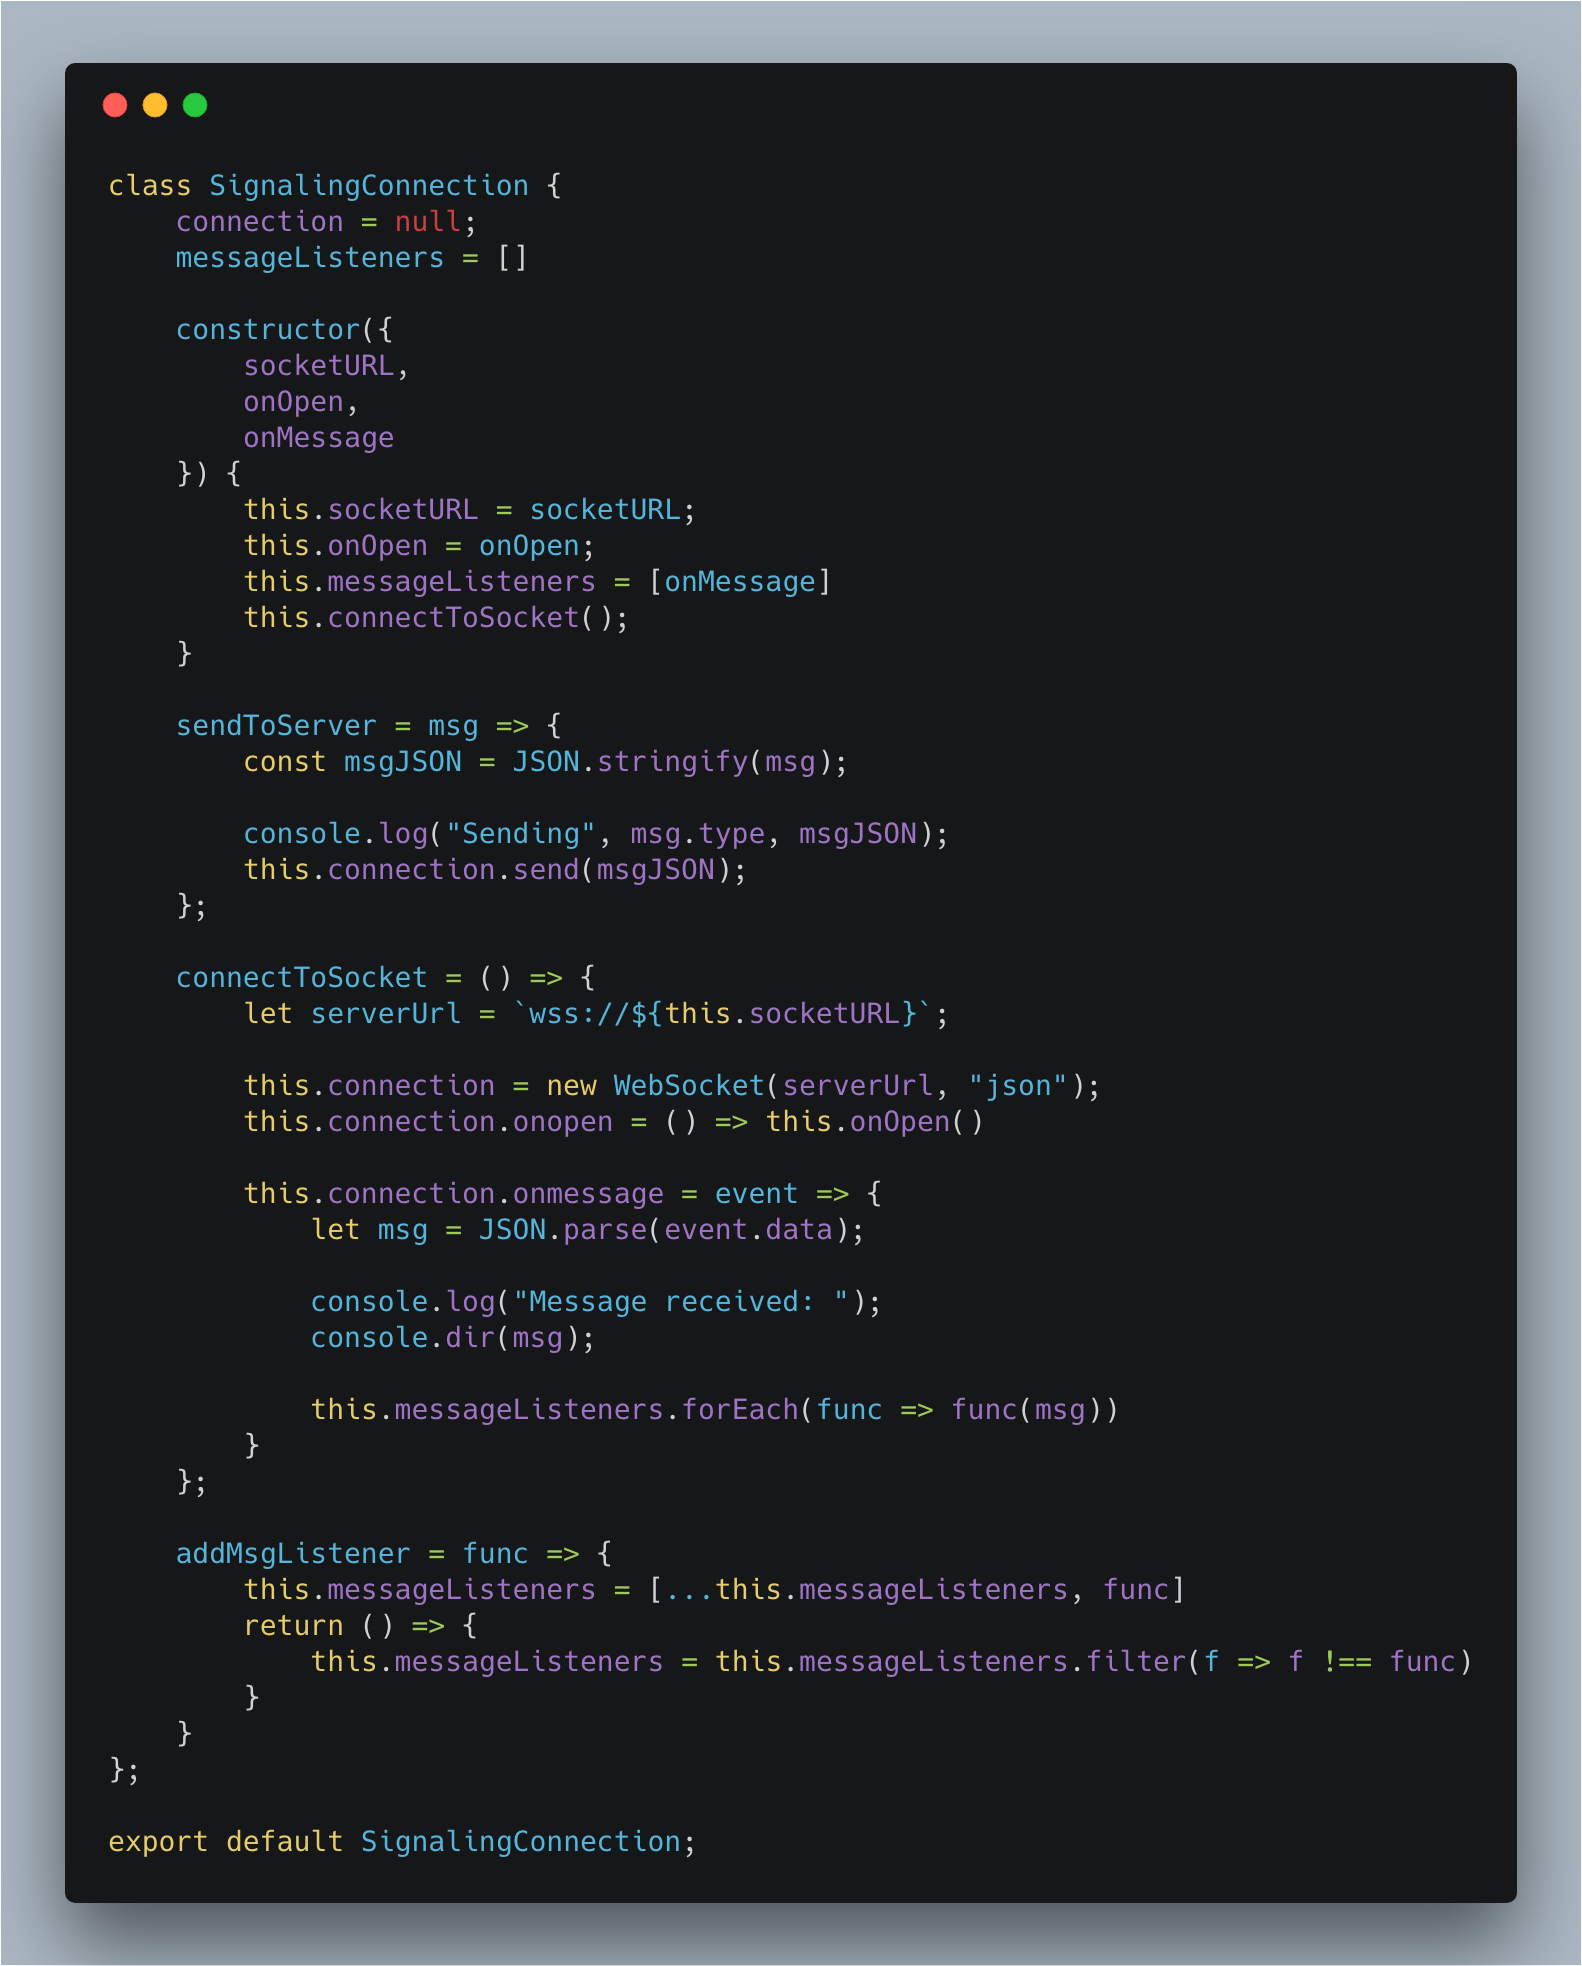 class SignalingConnection {
    connection = null;
    messageListeners = []

    constructor({
        socketURL,
        onOpen,
        onMessage
    }) {
        this.socketURL = socketURL;
        this.onOpen = onOpen;
        this.messageListeners = [onMessage]
        this.connectToSocket();
    }

    sendToServer = msg => {
        const msgJSON = JSON.stringify(msg);

        console.log("Sending", msg.type, msgJSON);
        this.connection.send(msgJSON);
    };

    connectToSocket = () => {
        let serverUrl = `wss://${this.socketURL}`;

        this.connection = new WebSocket(serverUrl, "json");
        this.connection.onopen = () => this.onOpen()

        this.connection.onmessage = event => {
            let msg = JSON.parse(event.data);

            console.log("Message received: ");
            console.dir(msg);

            this.messageListeners.forEach(func => func(msg))
        }
    };

    addMsgListener = func => {
        this.messageListeners = [...this.messageListeners, func]
        return () => {
            this.messageListeners = this.messageListeners.filter(f => f !== func)
        }
    }
};

export default SignalingConnection;